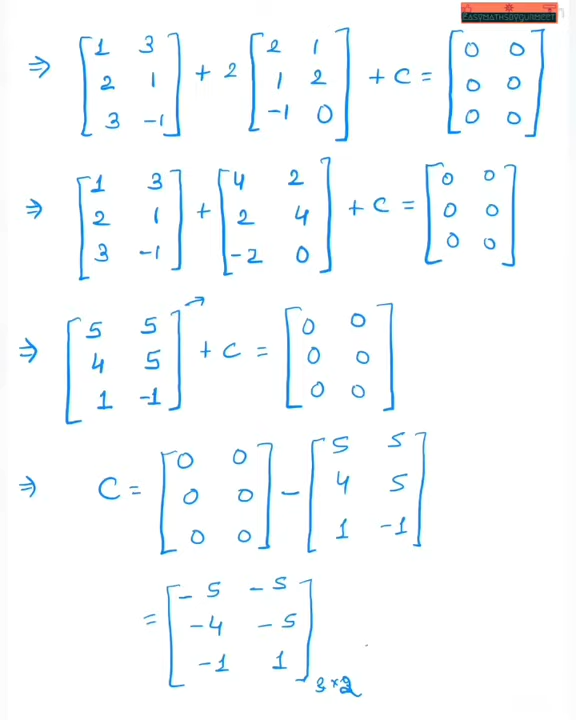 EASYMATHSBYGURMEET
⇒ [1 3; 2 1; 3 -1] + 2 [2 1; 1 2; -1 0] + C = [0 0; 0 0; 0 0]
⇒ [1 3; 2 1; 3 -1] + [4 2; 2 4; -2 0] + C = [0 0; 0 0; 0 0]
⇒ [5 5; 4 5; 1 -1] → + C = [0 0; 0 0; 0 0]
⇒ C = [0 0; 0 0; 0 0] - [5 5; 4 5; 1 -1]
= [-5 -5; -4 -5; -1 1] 3×2